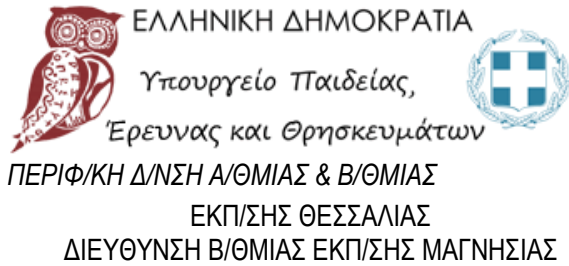 ΕΛΛΗΝΙΚΗ ΔΗΜΟΚΡΑΤΙΑ
Υπουργείο Παιδείας,
Έρευνας και Θρησκευμάτων
ΠΕΡΙΦ/ΚΗ Δ/ΝΣΗ Α/ΘΜΙΑΣ & Β/ΘΜΙΑΣ
ΕΚΠ/ΣΗΣ ΘΕΣΣΑΛΙΑΣ
ΔΙΕΥΘΥΝΣΗ Β/ΘΜΙΑΣ ΕΚΠ/ΣΗΣ ΜΑΓΝΗΣΙΑΣ